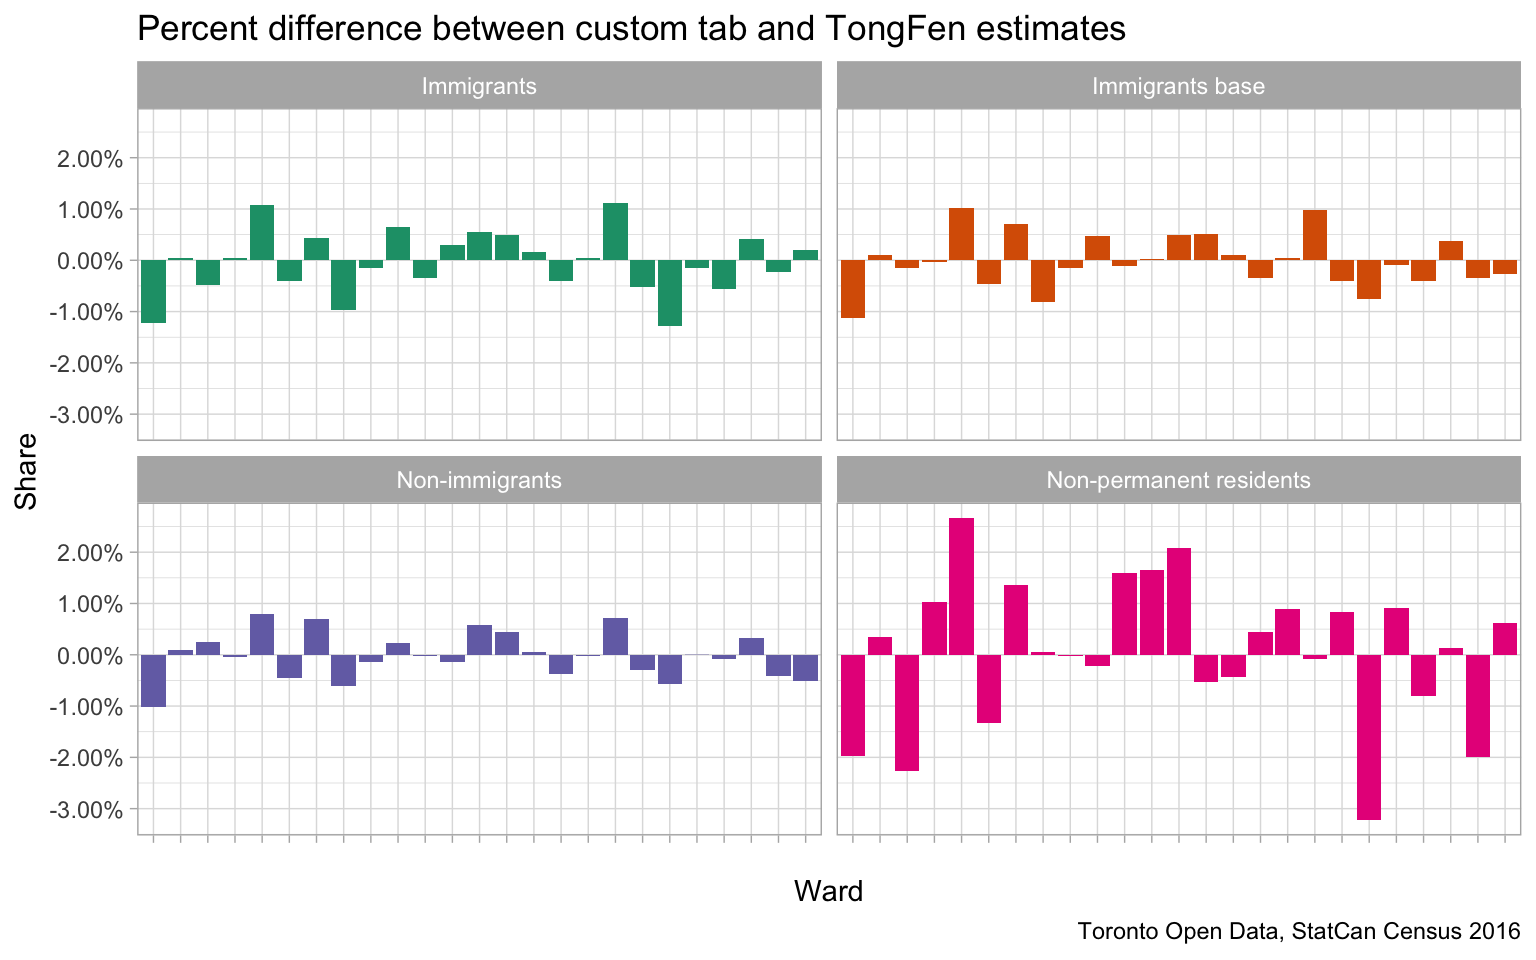 Percent difference between custom tab and TongFen estimates
Immigrants
Immigrants base
2.00%
1.00%
0.00%
-1.00%
-2.00%
-3.00%
Share
Non-immigrants
Non-permanent residents
2.00%
1.00%
0.00%
-1.00%
-2.00%
-3.00%
Ward
Toronto Open Data, StatCan Census 2016